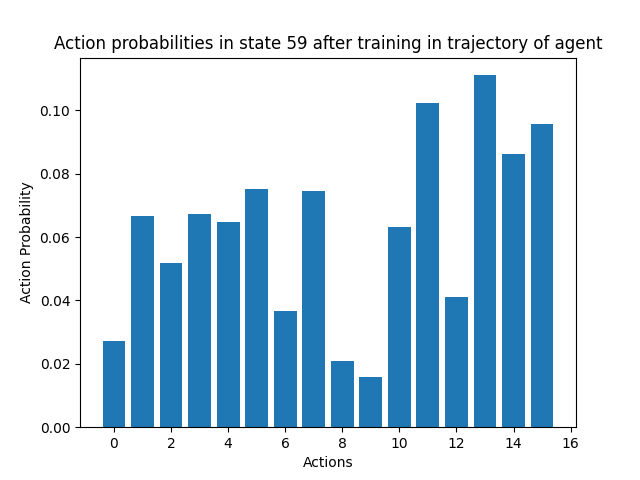 Action probabilities in state 59 after training in trajectory of agent
0.10
0.08
0.06
0.04
0.02
0.00
Action Probability
0 2 4 6 8 10 12 14 16
Actions